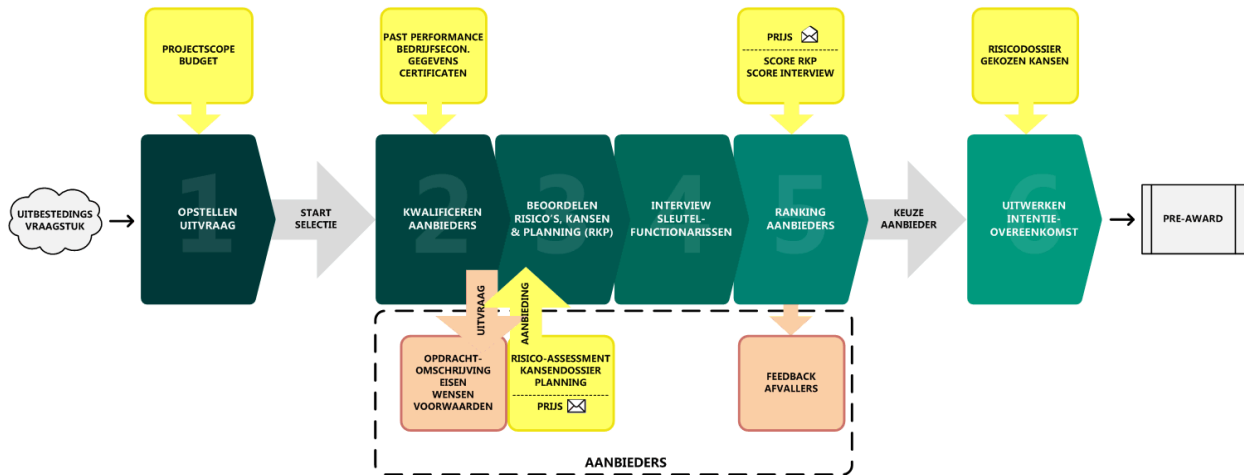 PROJECTSCOPE
BUDGET
PAST PERFORMANCE
BEDRIJFSECON.
GEGEVENS
CERTIFICATEN
PRIJS
SCORE RKP
SCORE INTERVIEW
RISICODOSSIER
GEKOZEN KANSEN
UITBESTEDINGS
VRAAGSTUK
1
OPSTELLEN
UITVRAAG
START
SELECTIE
2
KWALIFICEREN
AANBIEDERS
3
BEOORDELEN
RISICO'S, KANSEN
& PLANNING (RKP)
4
INTERVIEW
SLEUTEL-
FUNCTIONARISSEN
5
RANKING
AANBIEDERS
KEUZE
AANBIEDER
6
UITWERKEN
INTENTIE-
OVEREENKOMST
PRE-AWARD
UITVRAAG
AANBIEDING
OPDRACHT-
OMSCHRIJVING
EISEN
WENSEN
VOORWAARDEN
RISICO-ASSESSMENT
KANSENDOSSIER
PLANNING
PRIJS
FEEDBACK
AFVALLERS
AANBIEDERS